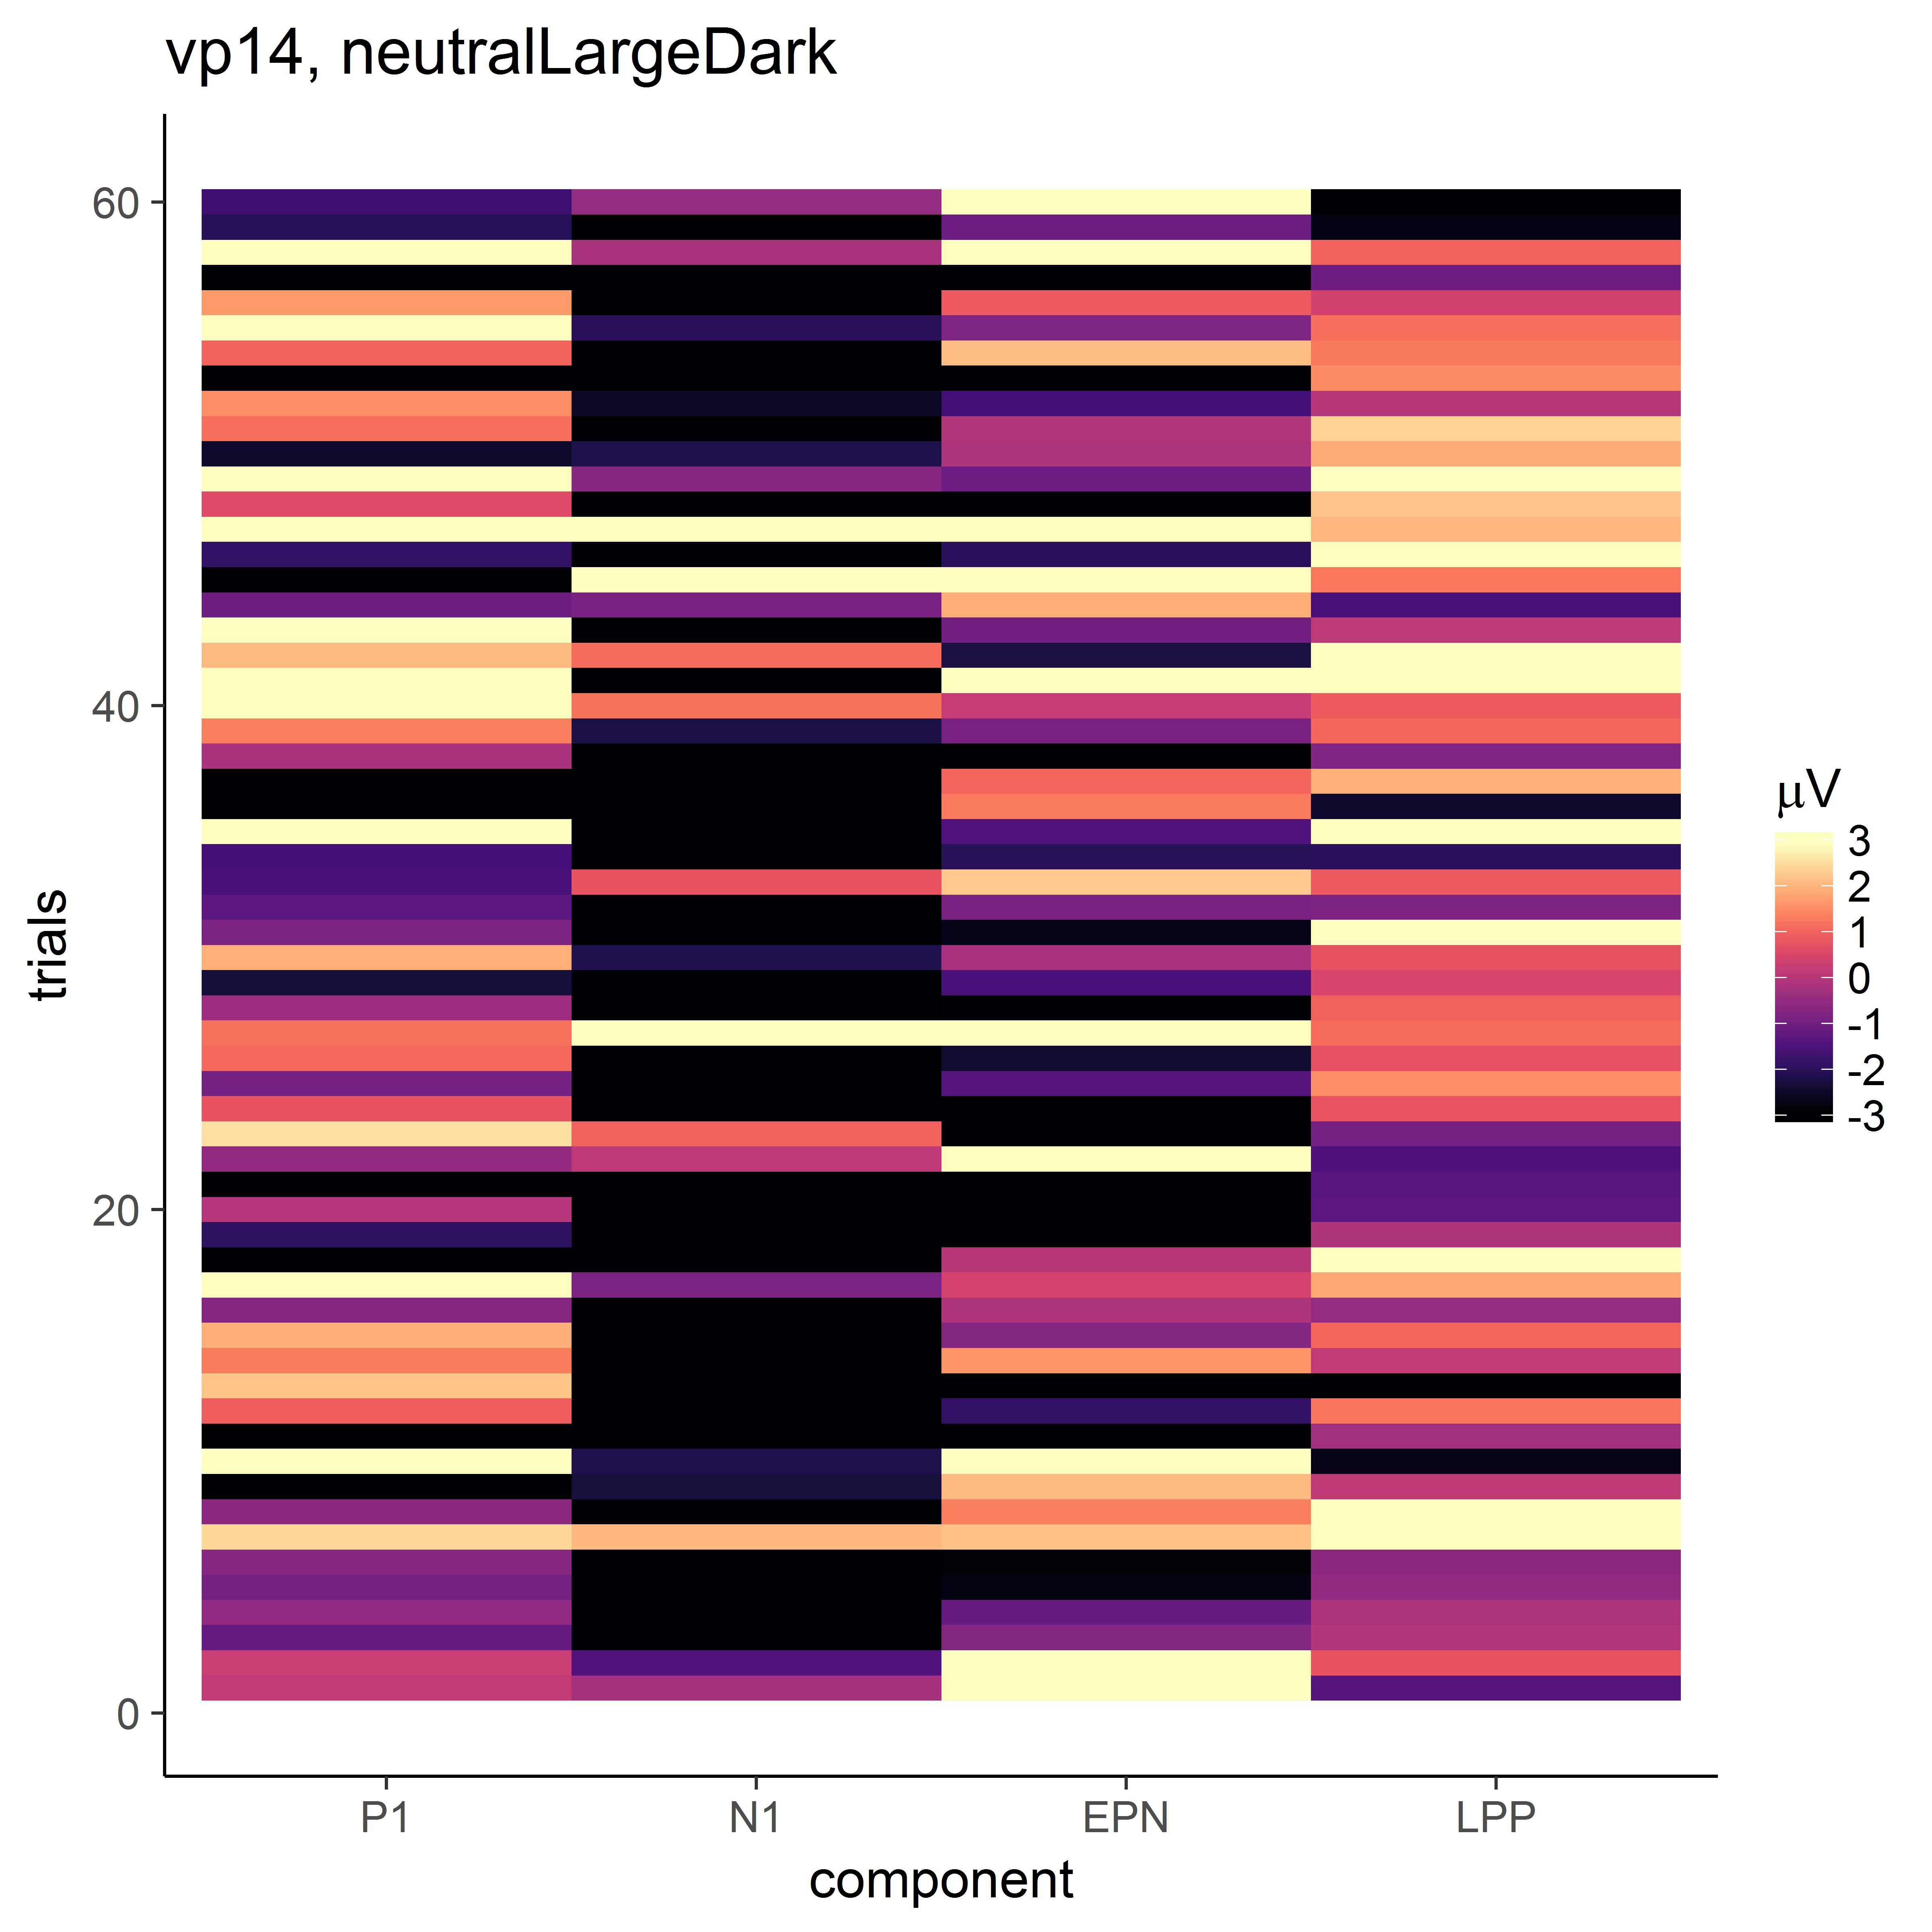 vp14, neutralLargeDark
60
40
20
0
trials
P1 N1 EPN LPP
component
μV
3
2
1
0
-1
-2
-3